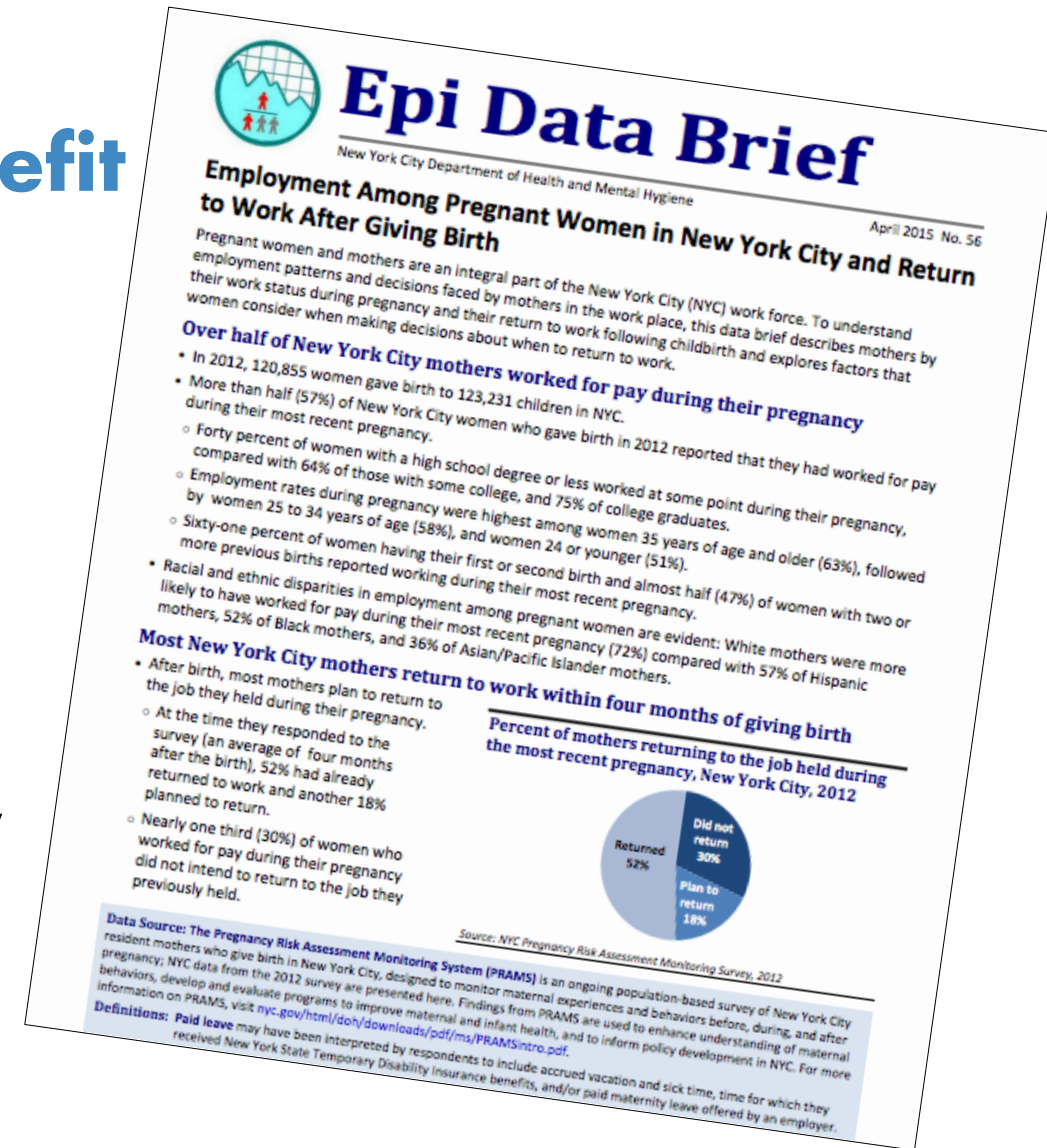 efit
Epi Data Brief
New York City Department of Health and Mental Hygiene
April 2015 No. 56
Employment Among Pregnant Women in New York City and Return
to Work After Giving Birth
Pregnant women and mothers are an integral part of the New York City (NYC) work force. To understand
employment patterns and decisions faced by mothers in the work place, this data brief describes mothers by
their work status during pregnancy and their return to work following childbirth and explores factors that
women consider when making decisions about when to return to work.
Over half of New York City mothers worked for pay during their pregnancy
• In 2012, 120,855 women gave birth to 123,231 children in NYC.
• More than half (57%) of New York City women who gave birth in 2012 reported that they had worked for pay
during their most recent pregnancy.
○ Forty percent of women with a high school degree or less worked at some point during their pregnancy,
compared with 64% of those with some college, and 75% of college graduates.
○ Employment rates during pregnancy were highest among women 35 years of age and older (63%), followed
by women 25 to 34 years of age (58%), and women 24 or younger (51%).
○ Sixty-one percent of women having their first or second birth and almost half (47%) of women with two or
more previous births reported working during their most recent pregnancy.
• Racial and ethnic disparities in employment among pregnant women are evident: White mothers were more
likely to have worked for pay during their most recent pregnancy (72%) compared with 57% of Hispanic
mothers, 52% of Black mothers, and 36% of Asian/Pacific Islander mothers.
Most New York City mothers return to work within four months of giving birth
• After birth, most mothers plan to return to
the job they held during their pregnancy.
○ At the time they responded to the
survey (an average of four months
after the birth), 52% had already
returned to work and another 18%
planned to return.
○ Nearly one third (30%) of women who
worked for pay during their pregnancy
did not intend to return to the job they
previously held.
Percent of mothers returning to the job held during
the most recent pregnancy, New York City, 2012
Returned
52%
Did not
return
30%
Plan to
return
18%
Source: NYC Pregnancy Risk Assessment Monitoring Survey, 2012
Data Source: The Pregnancy Risk Assessment Monitoring System (PRAMS) is an ongoing population-based survey of New York City
resident mothers who give birth in New York City, designed to monitor maternal experiences and behaviors before, during, and after
pregnancy; NYC data from the 2012 survey are presented here. Findings from PRAMS are used to enhance understanding of maternal
behaviors, develop and evaluate programs to improve maternal and infant health, and to inform policy development in NYC. For more
information on PRAMS, visit nyc.gov/html/doh/downloads/pdf/ms/PRAMSintro.pdf.
Definitions: Paid leave may have been interpreted by respondents to include accrued vacation and sick time, time for which they
received New York State Temporary Disability Insurance benefits, and/or paid maternity leave offered by an employer.